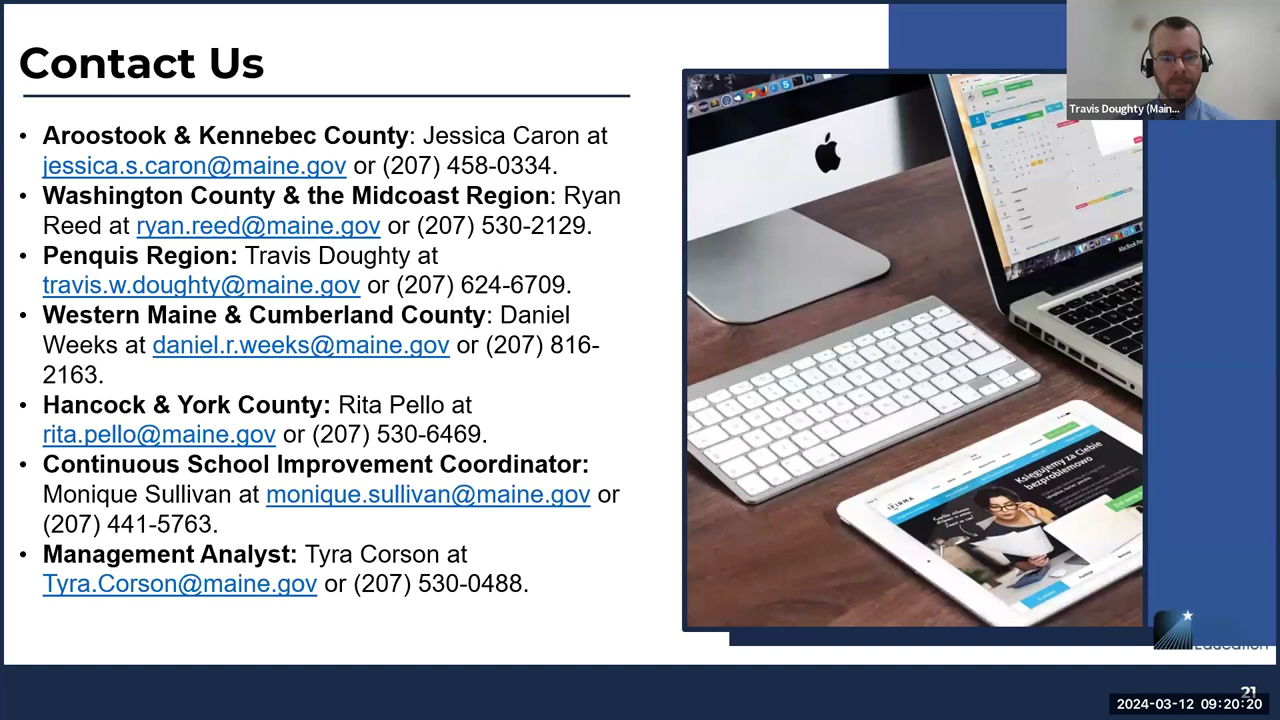 Contact Us
• Aroostook & Kennebec County: Jessica Caron at
jessica.s.caron@maine.gov or (207) 458-0334.
• Washington County & the Midcoast Region: Ryan
Reed at ryan.reed@maine.gov or (207) 530-2129.
• Penquis Region: Travis Doughty at
travis.w.doughty@maine.gov or (207) 624-6709.
• Western Maine & Cumberland County: Daniel
Weeks at daniel.r.weeks@maine.gov or (207) 816-
2163.
• Hancock & York County: Rita Pello at
rita.pello@maine.gov or (207) 530-6469.
• Continuous School Improvement Coordinator:
Monique Sullivan at monique.sullivan@maine.gov or
(207) 441-5763.
• Management Analyst: Tyra Corson at
Tyra.Corson@maine.gov or (207) 530-0488.
Travis Doughty (Main...
MacBook Pro
IFIRMA
Księgujemy za Ciebie
bezproblemowo
Education
21
2024-03-12 09:20:20